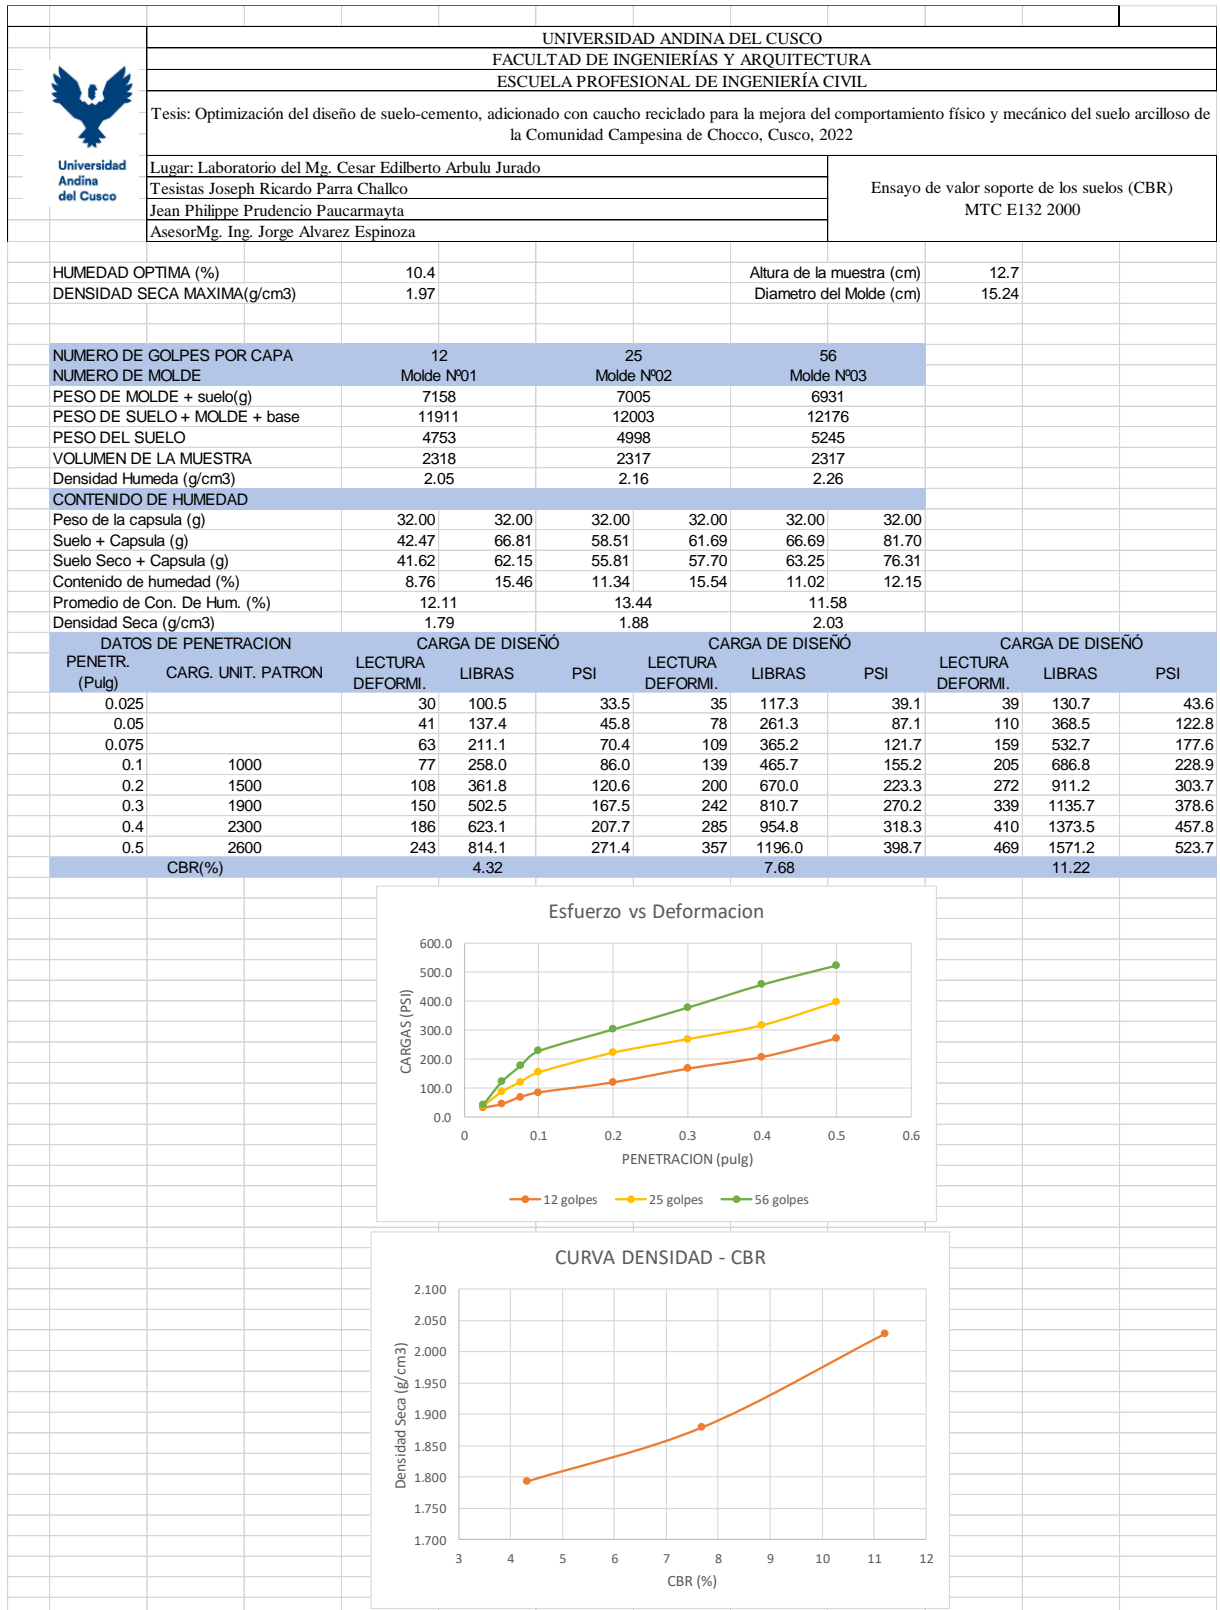 UNIVERSIDAD ANDINA DEL CUSCO
FACULTAD DE INGENIERÍAS Y ARQUITECTURA
ESCUELA PROFESIONAL DE INGENIERÍA CIVIL
Tesis: Optimización del diseño de suelo-cemento, adicionado con caucho reciclado para la mejora del comportamiento físico y mecánico del suelo arcilloso de
la Comunidad Campesina de Chocco, Cusco, 2022
Universidad
Andina
del Cusco
Lugar: Laboratorio del Mg. Cesar Edilberto Arbulu Jurado
Tesistas Joseph Ricardo Parra Challco
Jean Philippe Prudencio Paucarmayta
AsesorMg. Ing. Jorge Alvarez Espinoza
Ensayo de valor soporte de los suelos (CBR)
MTC E132 2000
HUMEDAD OPTIMA (%) 10.4 Altura de la muestra (cm) 12.7
DENSIDAD SECA MAXIMA(g/cm3) 1.97 Diametro del Molde (cm) 15.24
NUMERO DE GOLPES POR CAPA 12 25 56
NUMERO DE MOLDE Molde Nº01 Molde Nº02 Molde Nº03
PESO DE MOLDE + suelo(g) 7158 7005 6931
PESO DE SUELO + MOLDE + base 11911 12003 12176
PESO DEL SUELO 4753 4998 5245
VOLUMEN DE LA MUESTRA 2318 2317 2317
Densidad Humeda (g/cm3) 2.05 2.16 2.26
CONTENIDO DE HUMEDAD
Peso de la capsula (g) 32.00 32.00 32.00 32.00 32.00 32.00
Suelo + Capsula (g) 42.47 66.81 58.51 61.69 66.69 81.70
Suelo Seco + Capsula (g) 41.62 62.15 55.81 57.70 63.25 76.31
Contenido de humedad (%) 8.76 15.46 11.34 15.54 11.02 12.15
Promedio de Con. De Hum. (%) 12.11 13.44 11.58
Densidad Seca (g/cm3) 1.79 1.88 2.03
DATOS DE PENETRACION CARGA DE DISEÑÓ CARGA DE DISEÑÓ CARGA DE DISEÑÓ
PENETR. (Pulg) CARG. UNIT. PATRON LECTURA DEFORMI. LIBRAS PSI LECTURA DEFORMI. LIBRAS PSI LECTURA DEFORMI. LIBRAS PSI
0.025 30 100.5 33.5 35 117.3 39.1 39 130.7 43.6
0.05 41 137.4 45.8 78 261.3 87.1 110 368.5 122.8
0.075 63 211.1 70.4 109 365.2 121.7 159 532.7 177.6
0.1 1000 77 258.0 86.0 139 465.7 155.2 205 686.8 228.9
0.2 1500 108 361.8 120.6 200 670.0 223.3 272 911.2 303.7
0.3 1900 150 502.5 167.5 242 810.7 270.2 339 1135.7 378.6
0.4 2300 186 623.1 207.7 285 954.8 318.3 410 1373.5 457.8
0.5 2600 243 814.1 271.4 357 1196.0 398.7 469 1571.2 523.7
CBR(%) 4.32 7.68 11.22
Esfuerzo vs Deformacion
CARGAS (PSI)
600.0
500.0
400.0
300.0
200.0
100.0
0.0
0 0.1 0.2 0.3 0.4 0.5 0.6
PENETRACION (pulg)
12 golpes 25 golpes 56 golpes
CURVA DENSIDAD - CBR
Densidad Seca (g/cm3)
2.100
2.050
2.000
1.950
1.900
1.850
1.800
1.750
1.700
3 4 5 6 7 8 9 10 11 12
CBR (%)